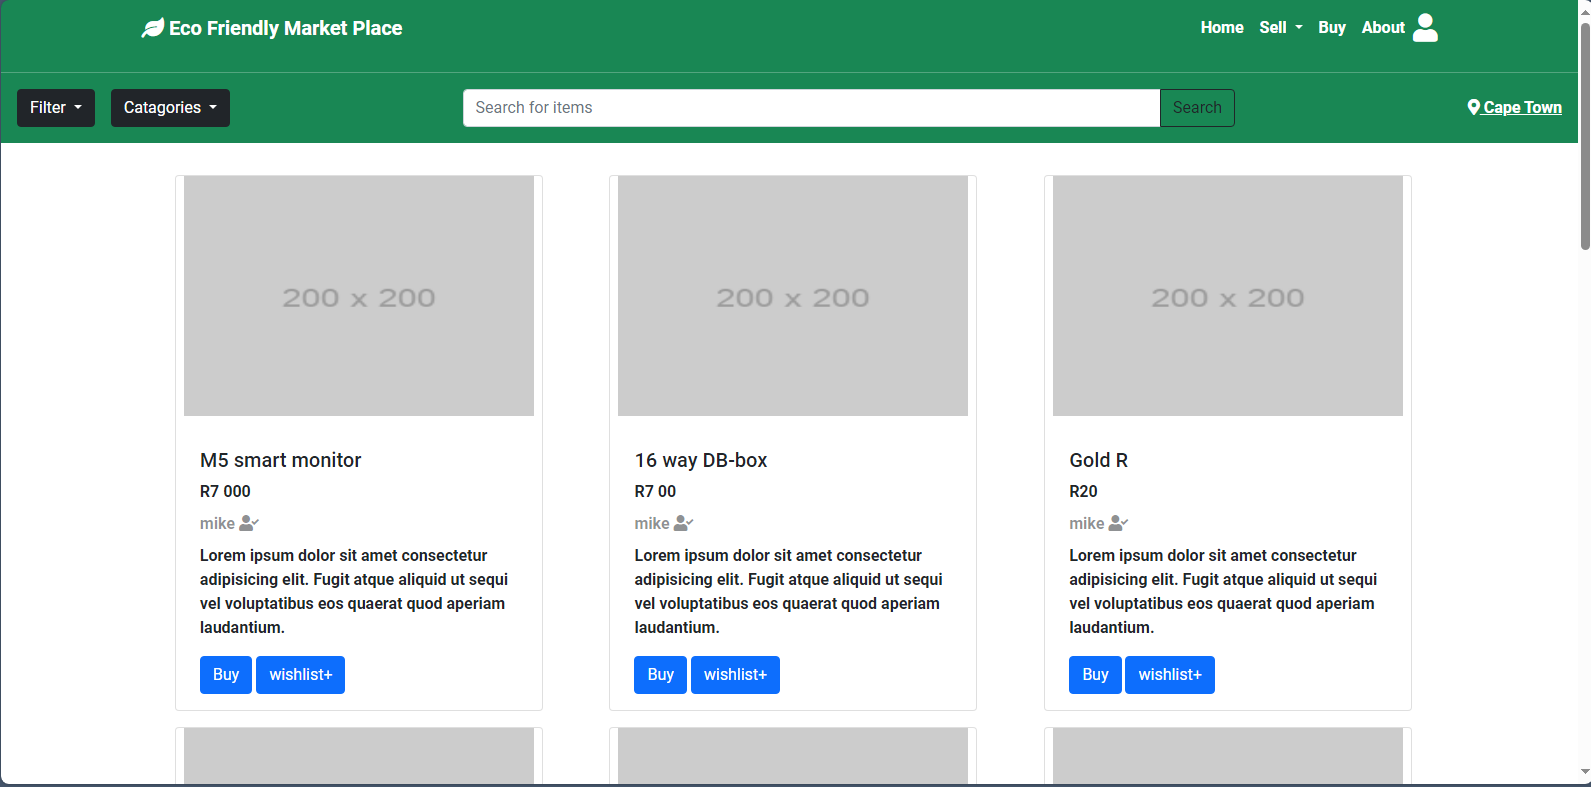 Eco Friendly Market Place
Home Sell Buy About
Filter Catagories Search for items Search Cape Town
200 x 200 200 x 200 200 x 200
M5 smart monitor
R7 000
mike
Lorem ipsum dolor sit amet consectetur
adipisicing elit. Fugit atque aliquid ut sequi
vel voluptatibus eos quaerat quod aperiam
laudantium.
Buy wishlist+
16 way DB-box
R7 00
mike
Lorem ipsum dolor sit amet consectetur
adipisicing elit. Fugit atque aliquid ut sequi
vel voluptatibus eos quaerat quod aperiam
laudantium.
Buy wishlist+
Gold R
R20
mike
Lorem ipsum dolor sit amet consectetur
adipisicing elit. Fugit atque aliquid ut sequi
vel voluptatibus eos quaerat quod aperiam
laudantium.
Buy wishlist+